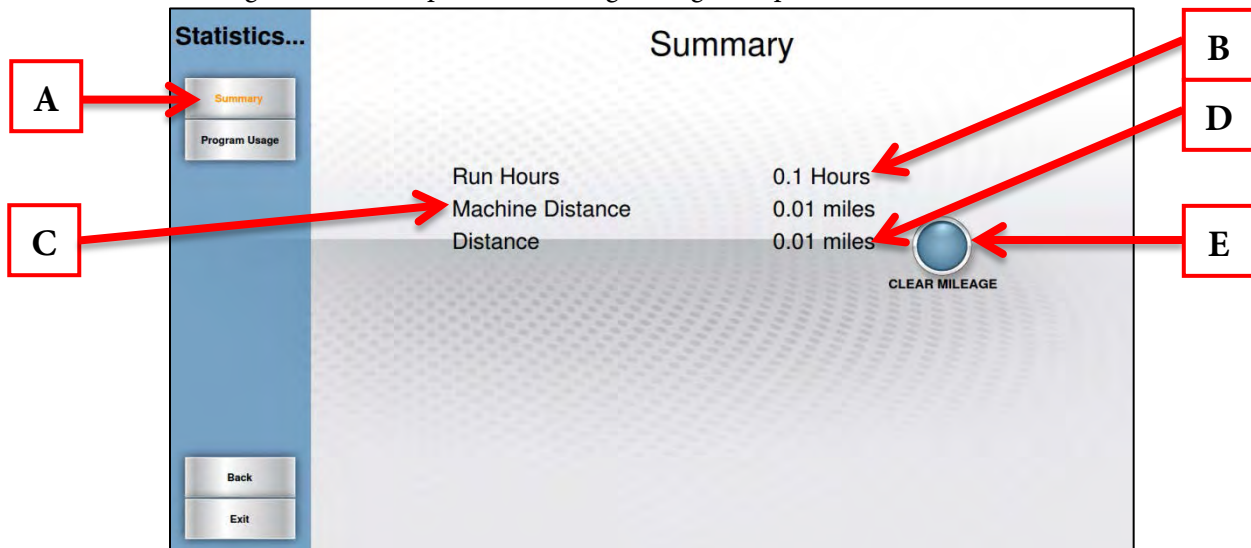 Statistics...
Summary
B
A
Summary
D
Program Usage
Run Hours 0.1 Hours
Machine Distance 0.01 miles
C
Distance 0.01 miles
E
CLEAR MILEAGE
Back
Exit